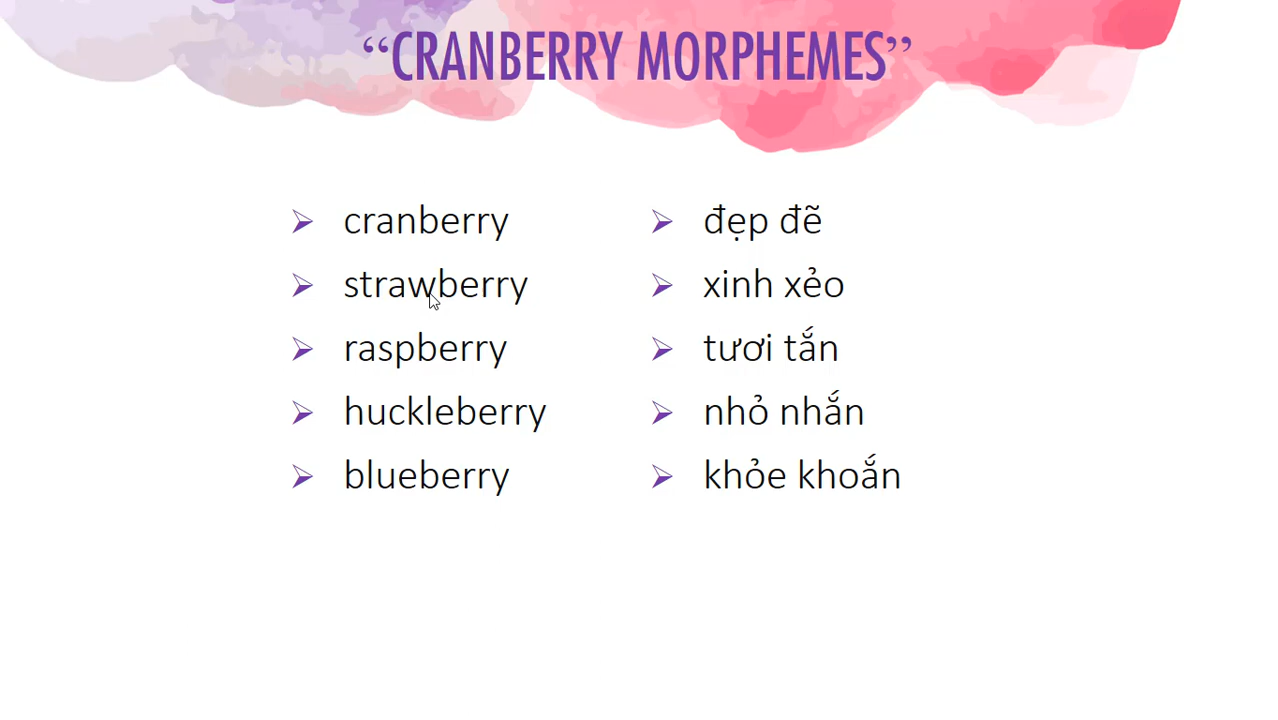 “CRANBERRY MORPHEMES”
cranberry
strawberry
raspberry
huckleberry
blueberry
đẹp đẽ
xinh xẻo
tươi tắn
nhỏ nhắn
khỏe khoắn